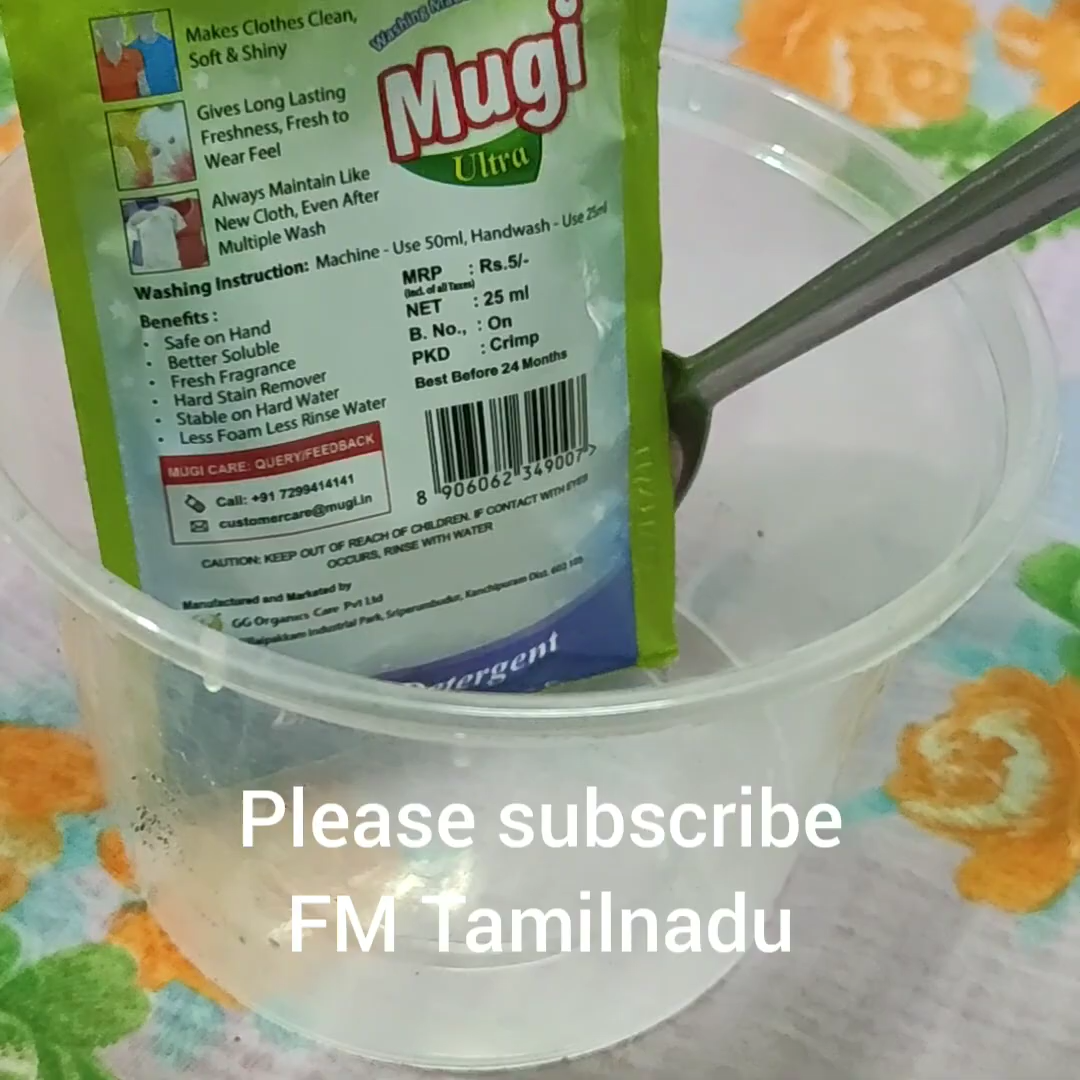 Makes Clothes Clean,
Soft & Shiny
Washing
Mugi
Ultra
Gives Long Lasting
Freshness, Fresh to
Wear Feel
Always Maintain Like
New Cloth, Even After
Multiple Wash
Washing Instruction: Machine - Use 50ml, Handwash - Use 25ml
Benefits :
• Safe on Hand
• Better Soluble
• Fresh Fragrance
• Hard Stain Remover
• Stable on Hard Water
• Less Foam Less Rinse Water
MRP : Rs.5/-
(Incl. of all Taxes)
NET : 25 ml
B. No., : On
PKD : Crimp
Best Before 24 Months
8 906062 349007 >
MUGI CARE: QUERY/FEEDBACK
Call: +91 7299414141
customercare@mugi.in
CAUTION: KEEP OUT OF REACH OF CHILDREN. IF CONTACT WITH EYES
OCCURS, RINSE WITH WATER
Manufactured and Marketed by
GG Organics Care Pvt Ltd
Industrial Park, Sriperumbudur, Kanchipuram Dist. 602 105
Detergent
Please subscribe
FM Tamilnadu